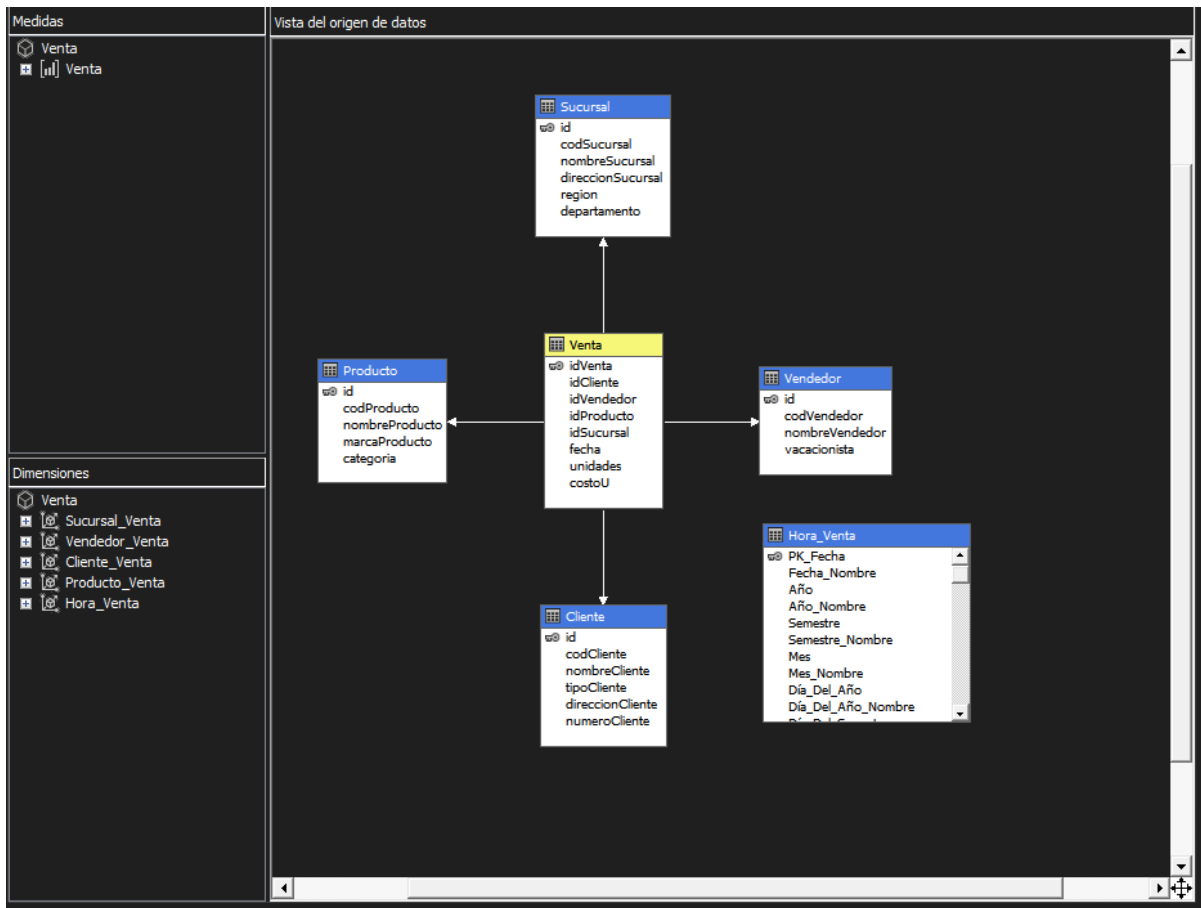 Medidas
Venta
Venta
Dimensiones
Venta
Sucursal_Venta
Vendedor_Venta
Cliente_Venta
Producto_Venta
Hora_Venta
Vista del origen de datos
Sucursal
id
codSucursal
nombreSucursal
direccionSucursal
region
departamento
Venta
idVenta
idCliente
idVendedor
idProducto
idSucursal
fecha
unidades
costoU
Producto
id
codProducto
nombreProducto
marcaProducto
categoria
Vendedor
id
codVendedor
nombreVendedor
vacacionista
Cliente
id
codCliente
nombreCliente
tipoCliente
direccionCliente
numeroCliente
Hora_Venta
PK_Fecha
Fecha_Nombre
Año
Año_Nombre
Semestre
Semestre_Nombre
Mes
Mes_Nombre
Día_Del_Año
Día_Del_Año_Nombre